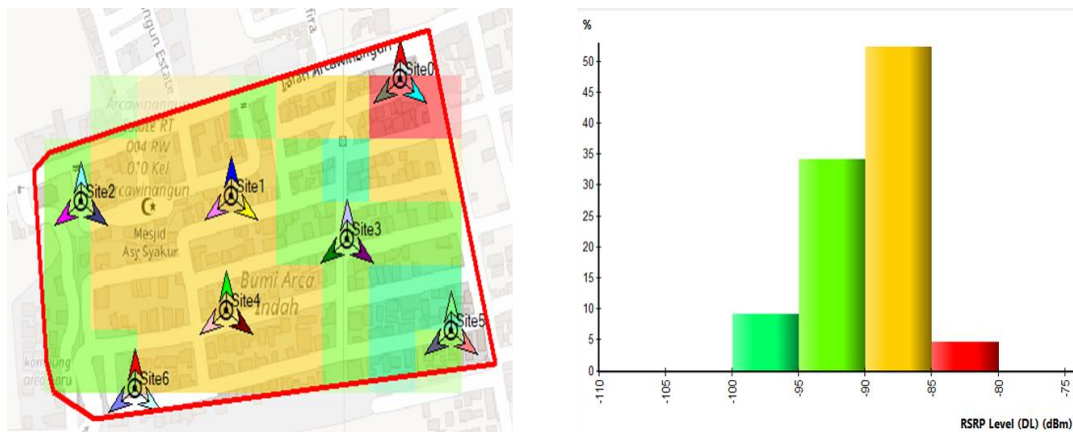 Jalan Arcawinangun
Site0
Arcawinangun
Estate RT
004 RW
010 Kel
Arcawinangun
Site2
Site1
Mesjid
Asy Syakur
Site3
Bumi Arca
Indah
Site4
Site5
Site6
%
50
45
40
35
30
25
20
15
10
5
0
-110
-105
-100
-95
-90
-85
-80
-75
RSRP Level (DL) (dBm)